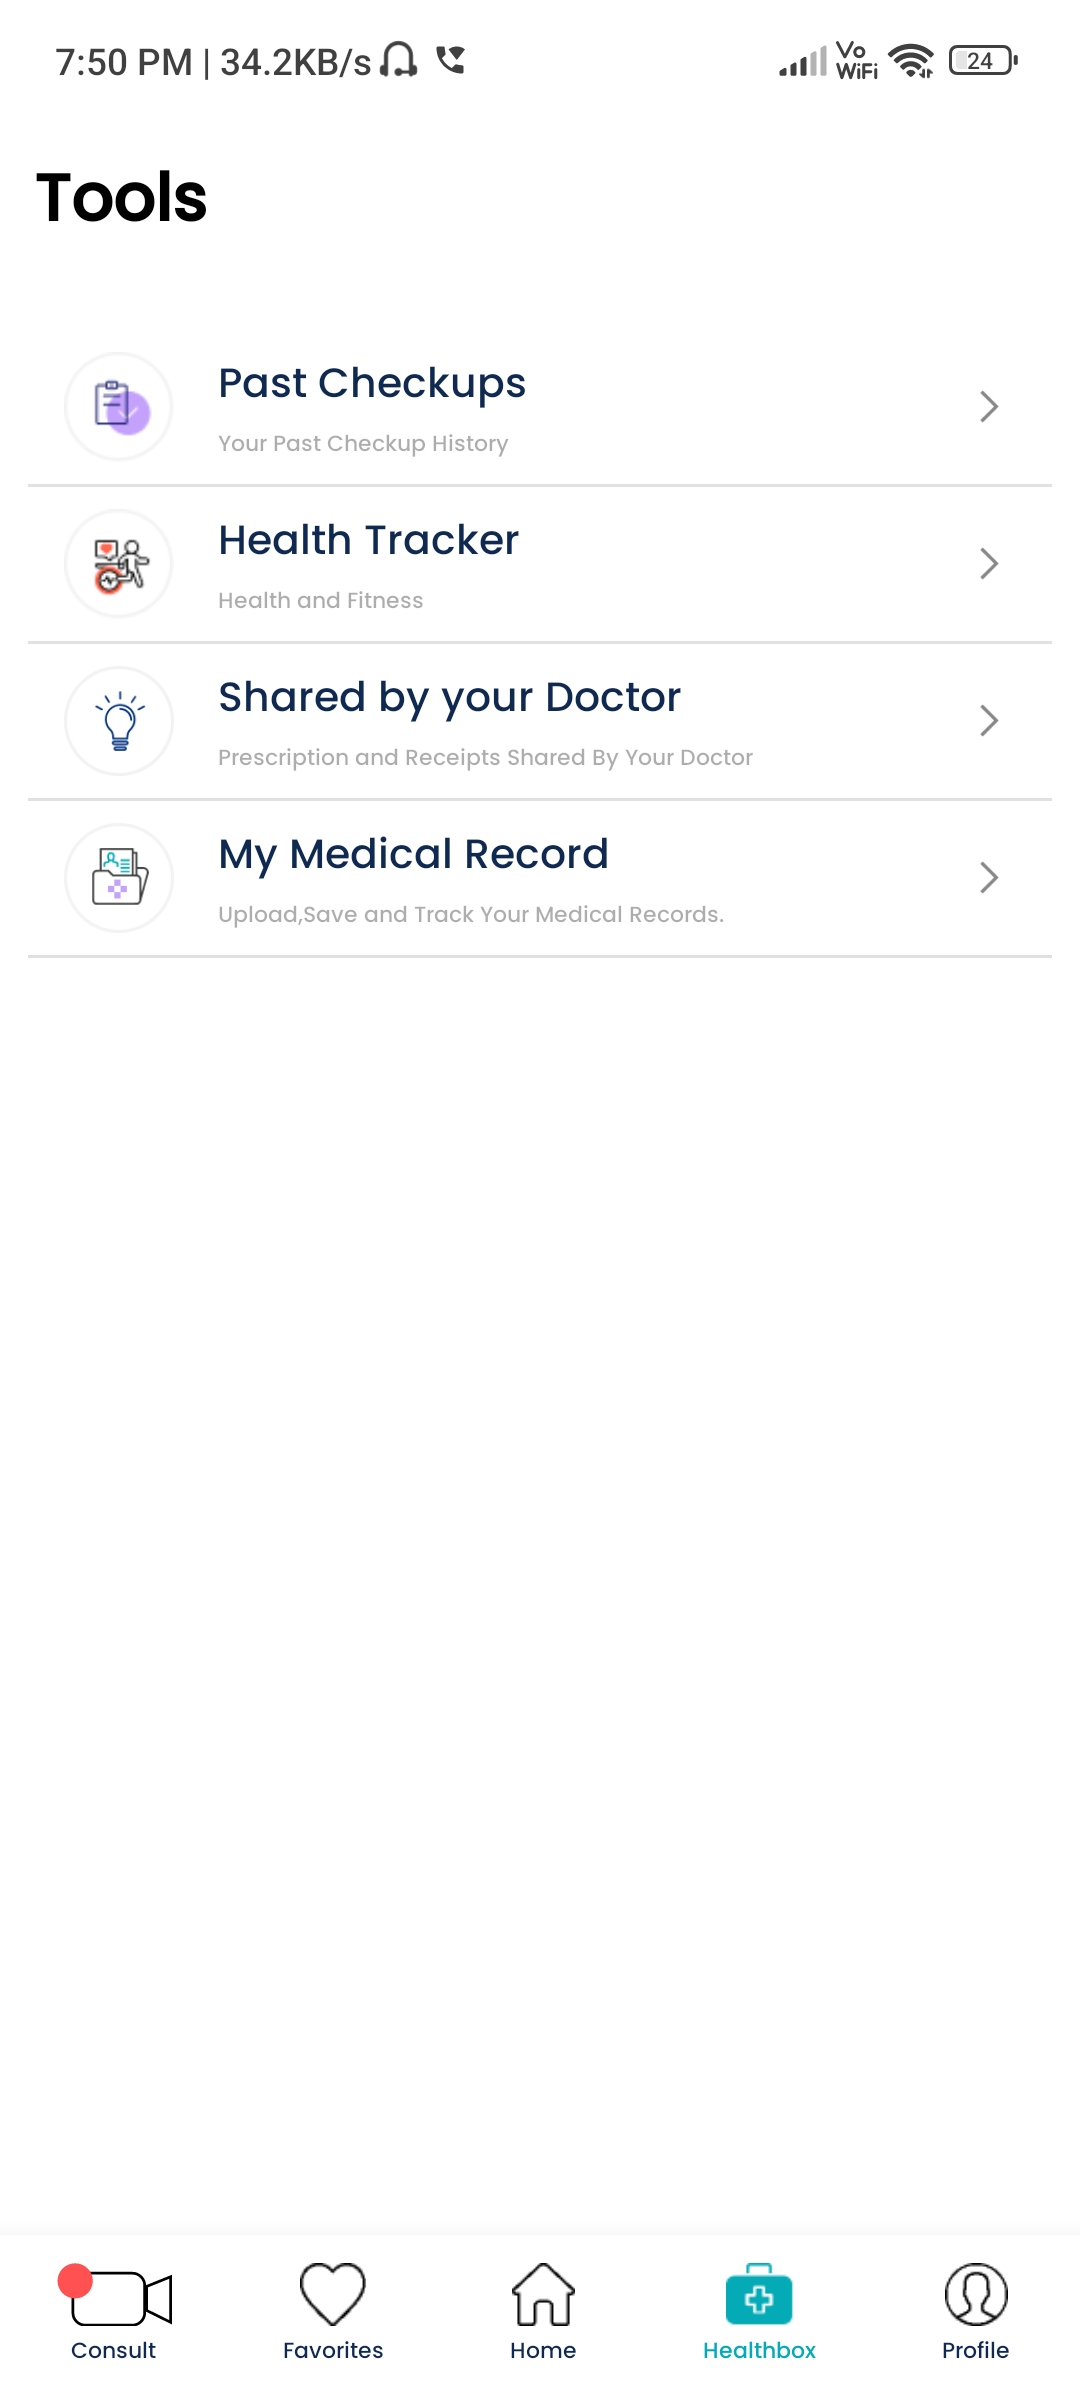 7:50 PM | 34.2KB/s
Vo
WiFi
24
Tools
Past Checkups
Your Past Checkup History
Health Tracker
Health and Fitness
Shared by your Doctor
Prescription and Receipts Shared By Your Doctor
My Medical Record
Upload,Save and Track Your Medical Records.
Consult
Favorites
Home
Healthbox
Profile